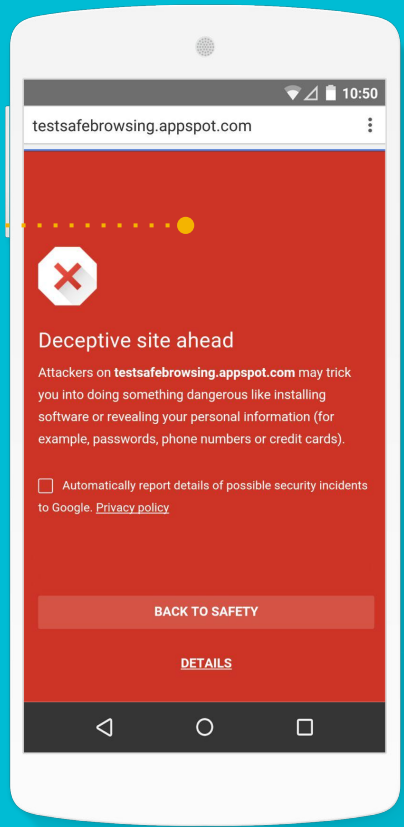 10:50
testsafebrowsing.appspot.com
Deceptive site ahead
Attackers on testsafebrowsing.appspot.com may trick
you into doing something dangerous like installing
software or revealing your personal information (for
example, passwords, phone numbers or credit cards).
Automatically report details of possible security incidents
to Google. Privacy policy
BACK TO SAFETY
DETAILS